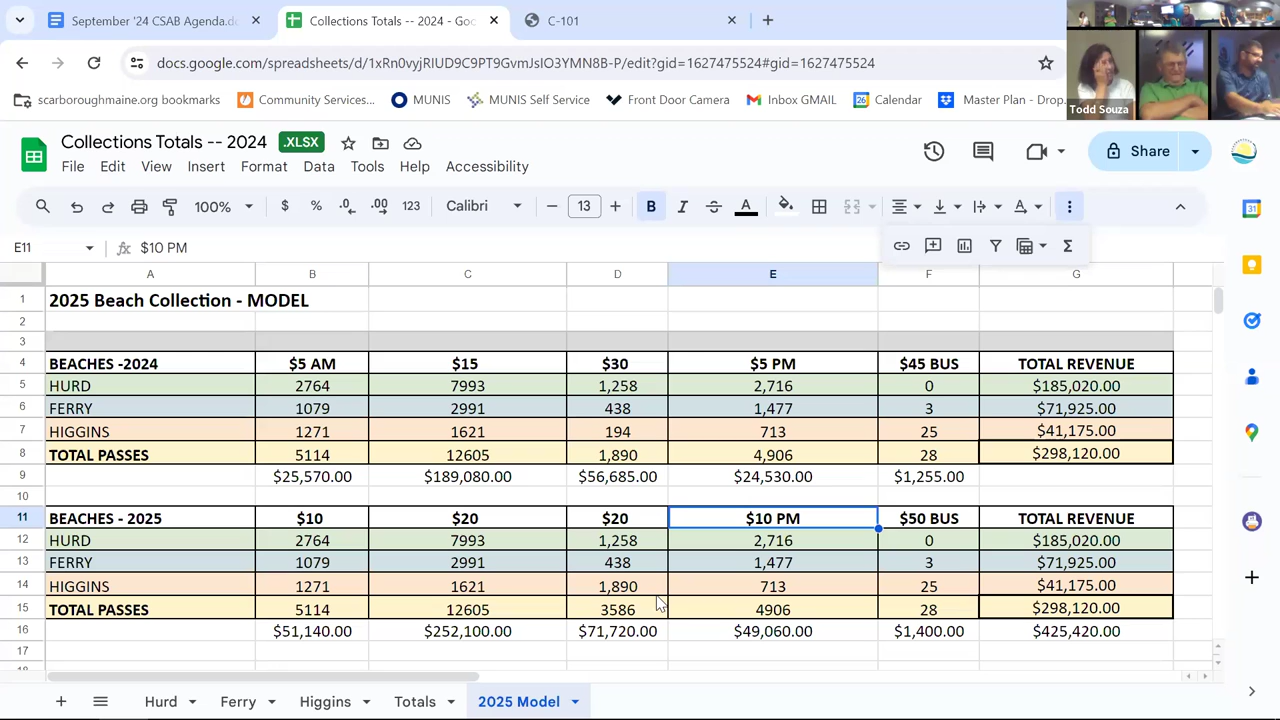 September '24 CSAB Agenda.do
Collections Totals -- 2024 - Goo
C-101
docs.google.com/spreadsheets/d/1xRn0vyjRIUD9C9PT9GvmJsIO3YMN8B-P/edit?gid=1627475524#gid=1627475524
scarboroughmaine.org bookmarks
Community Services...
MUNIS
MUNIS Self Service
Front Door Camera
Inbox GMAIL
Calendar
Master Plan - Drop.
Todd Souza
Collections Totals -- 2024 .XLSX
File Edit View Insert Format Data Tools Help Accessibility
Share
100% $ % .0 .00 123 Calibri 13 B I A
E11 fx $10 PM
A B C D E F G
1 2025 Beach Collection - MODEL
2
3
4 BEACHES -2024 $5 AM $15 $30 $5 PM $45 BUS TOTAL REVENUE
5 HURD 2764 7993 1,258 2,716 0 $185,020.00
6 FERRY 1079 2991 438 1,477 3 $71,925.00
7 HIGGINS 1271 1621 194 713 25 $41,175.00
8 TOTAL PASSES 5114 12605 1,890 4,906 28 $298,120.00
9 $25,570.00 $189,080.00 $56,685.00 $24,530.00 $1,255.00
10
11 BEACHES - 2025 $10 $20 $20 $10 PM $50 BUS TOTAL REVENUE
12 HURD 2764 7993 1,258 2,716 0 $185,020.00
13 FERRY 1079 2991 438 1,477 3 $71,925.00
14 HIGGINS 1271 1621 1,890 713 25 $41,175.00
15 TOTAL PASSES 5114 12605 3586 4906 28 $298,120.00
16 $51,140.00 $252,100.00 $71,720.00 $49,060.00 $1,400.00 $425,420.00
17
Hurd Ferry Higgins Totals 2025 Model